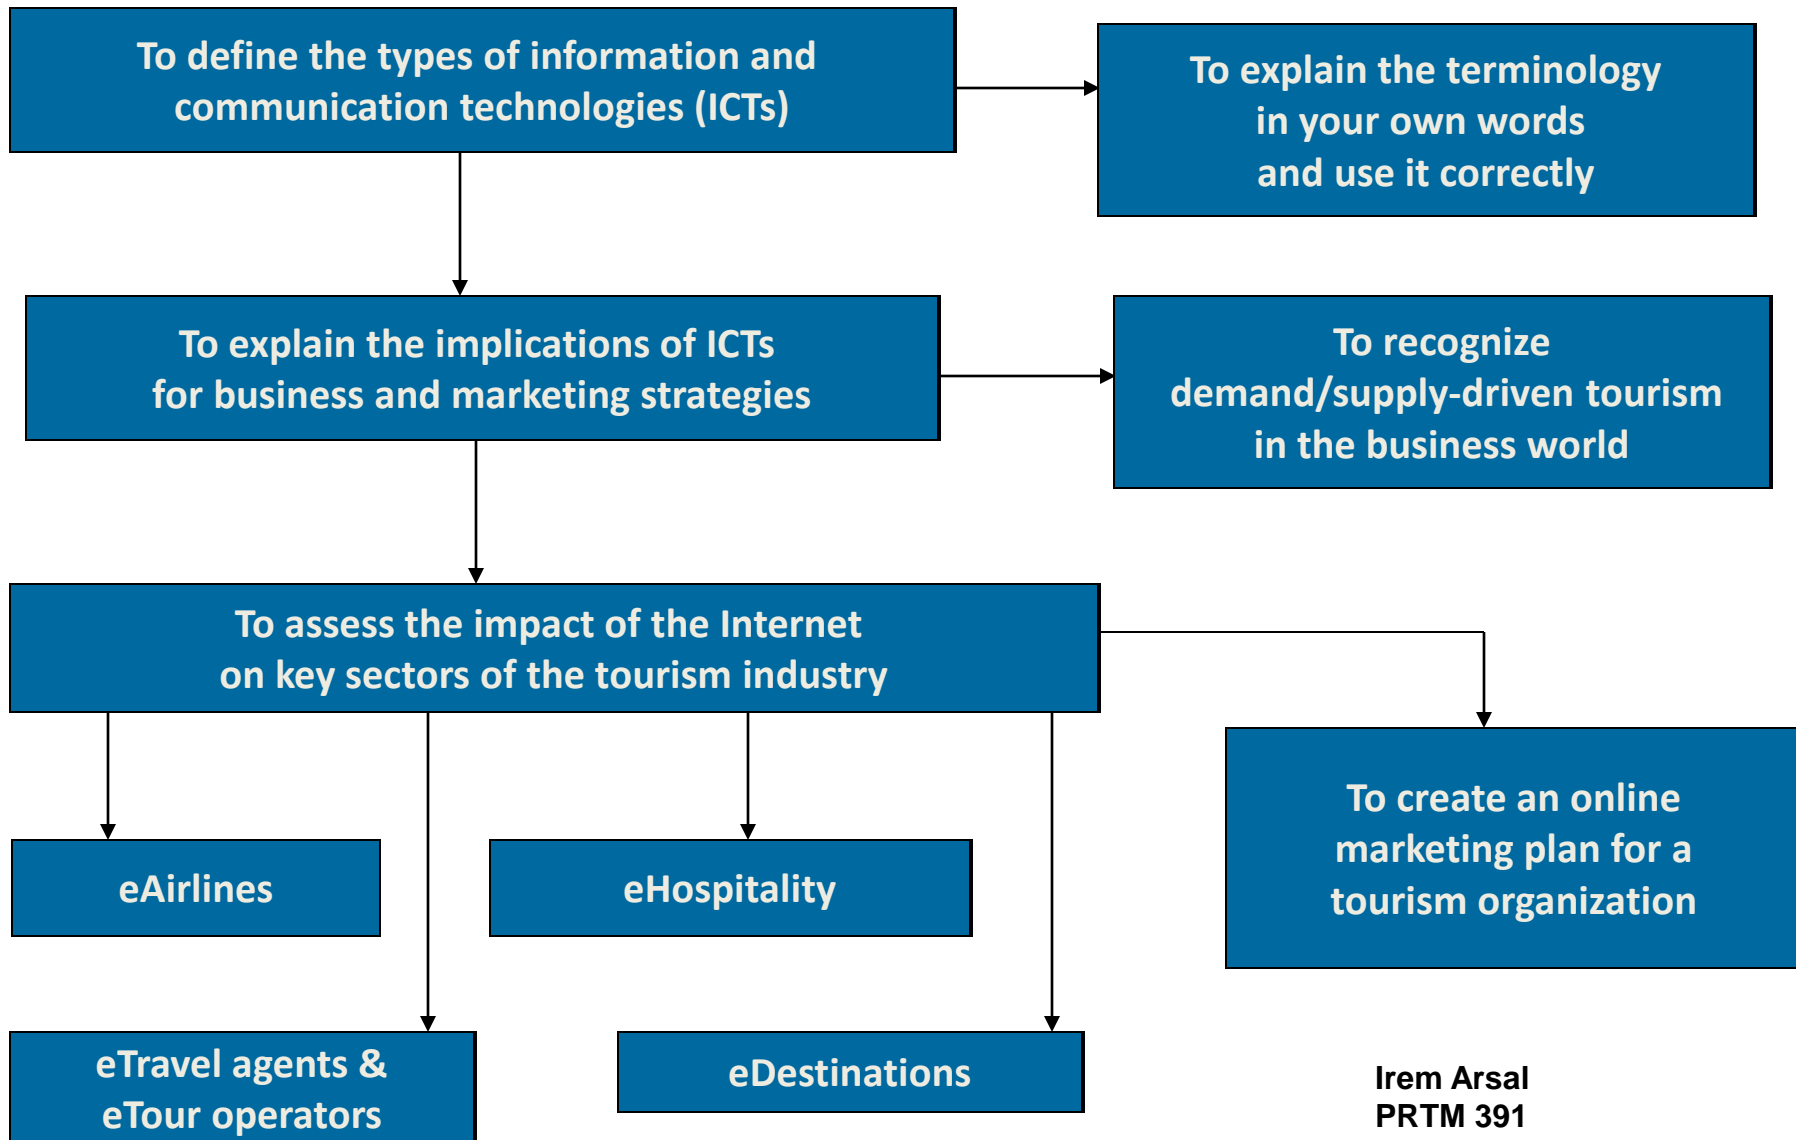 To define the types of information and
communication technologies (ICTs)
To explain the terminology
in your own words
and use it correctly
To explain the implications of ICTs
for business and marketing strategies
To recognize
demand/supply-driven tourism
in the business world
To assess the impact of the Internet
on key sectors of the tourism industry
To create an online
marketing plan for a
tourism organization
eAirlines
eHospitality
eTravel agents &
eTour operators
eDestinations
Irem Arsal
PRTM 391